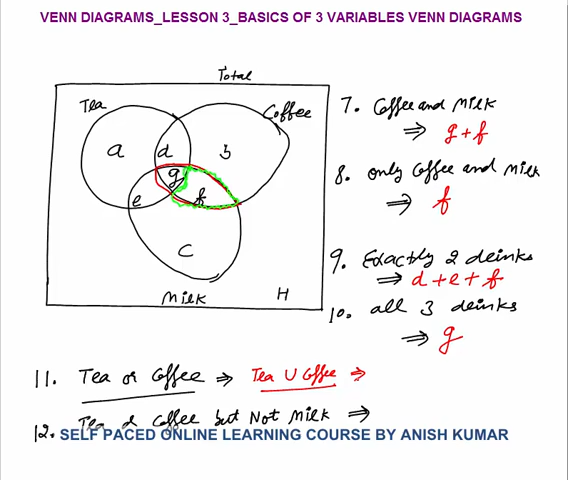 VENN DIAGRAMS_LESSON 3_BASICS OF 3 VARIABLES VENN DIAGRAMS
Total
Tea
Coffee
a
d
b
g
e
f
c
Milk
H
7. Coffee and Milk
⇒ g + f
8. only Coffee and Milk
⇒ f
9. Exactly 2 drinks
⇒ d + e + f
10. all 3 drinks
⇒ g
11. Tea or Coffee ⇒ Tea ∪ Coffee ⇒
12. Tea & Coffee but Not Milk ⇒
SELF PACED ONLINE LEARNING COURSE BY ANISH KUMAR